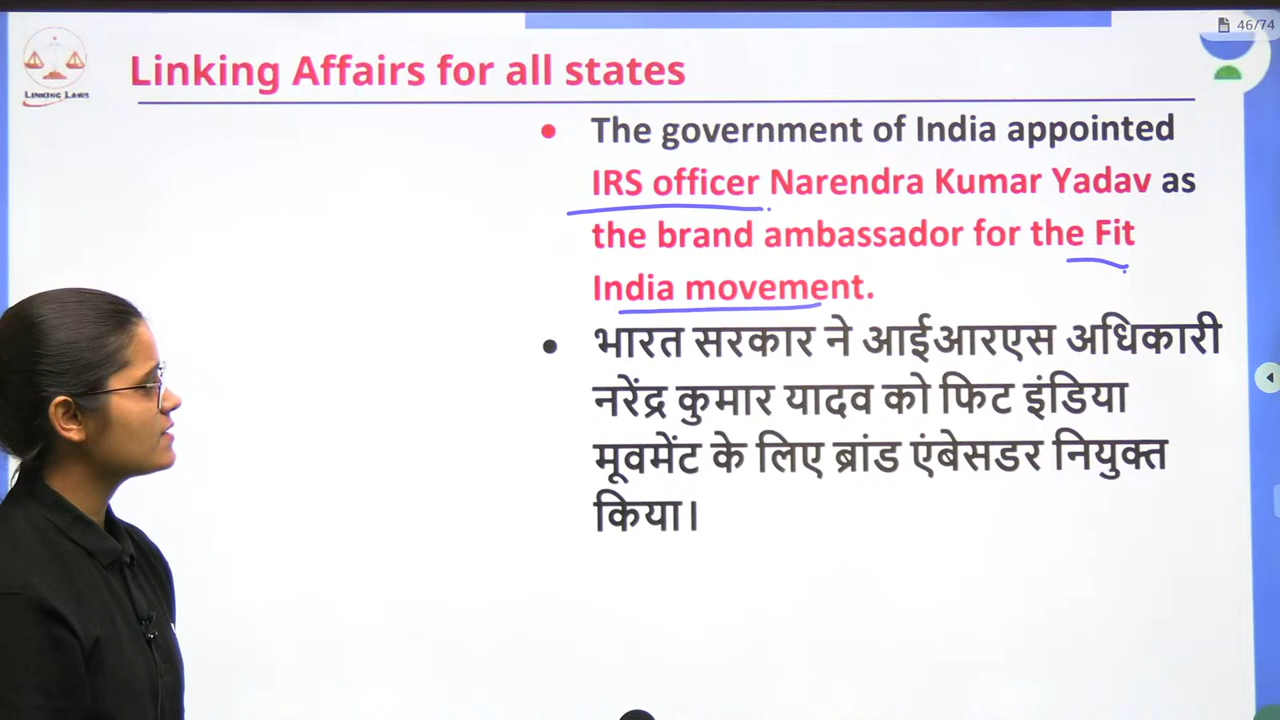 46/74
LINKING LAWS
Linking Affairs for all states
The government of India appointed
IRS officer Narendra Kumar Yadav as
the brand ambassador for the Fit
India movement.
भारत सरकार ने आईआरएस अधिकारी
नरेंद्र कुमार यादव को फिट इंडिया
मूवमेंट के लिए ब्रांड एंबेसडर नियुक्त
किया।